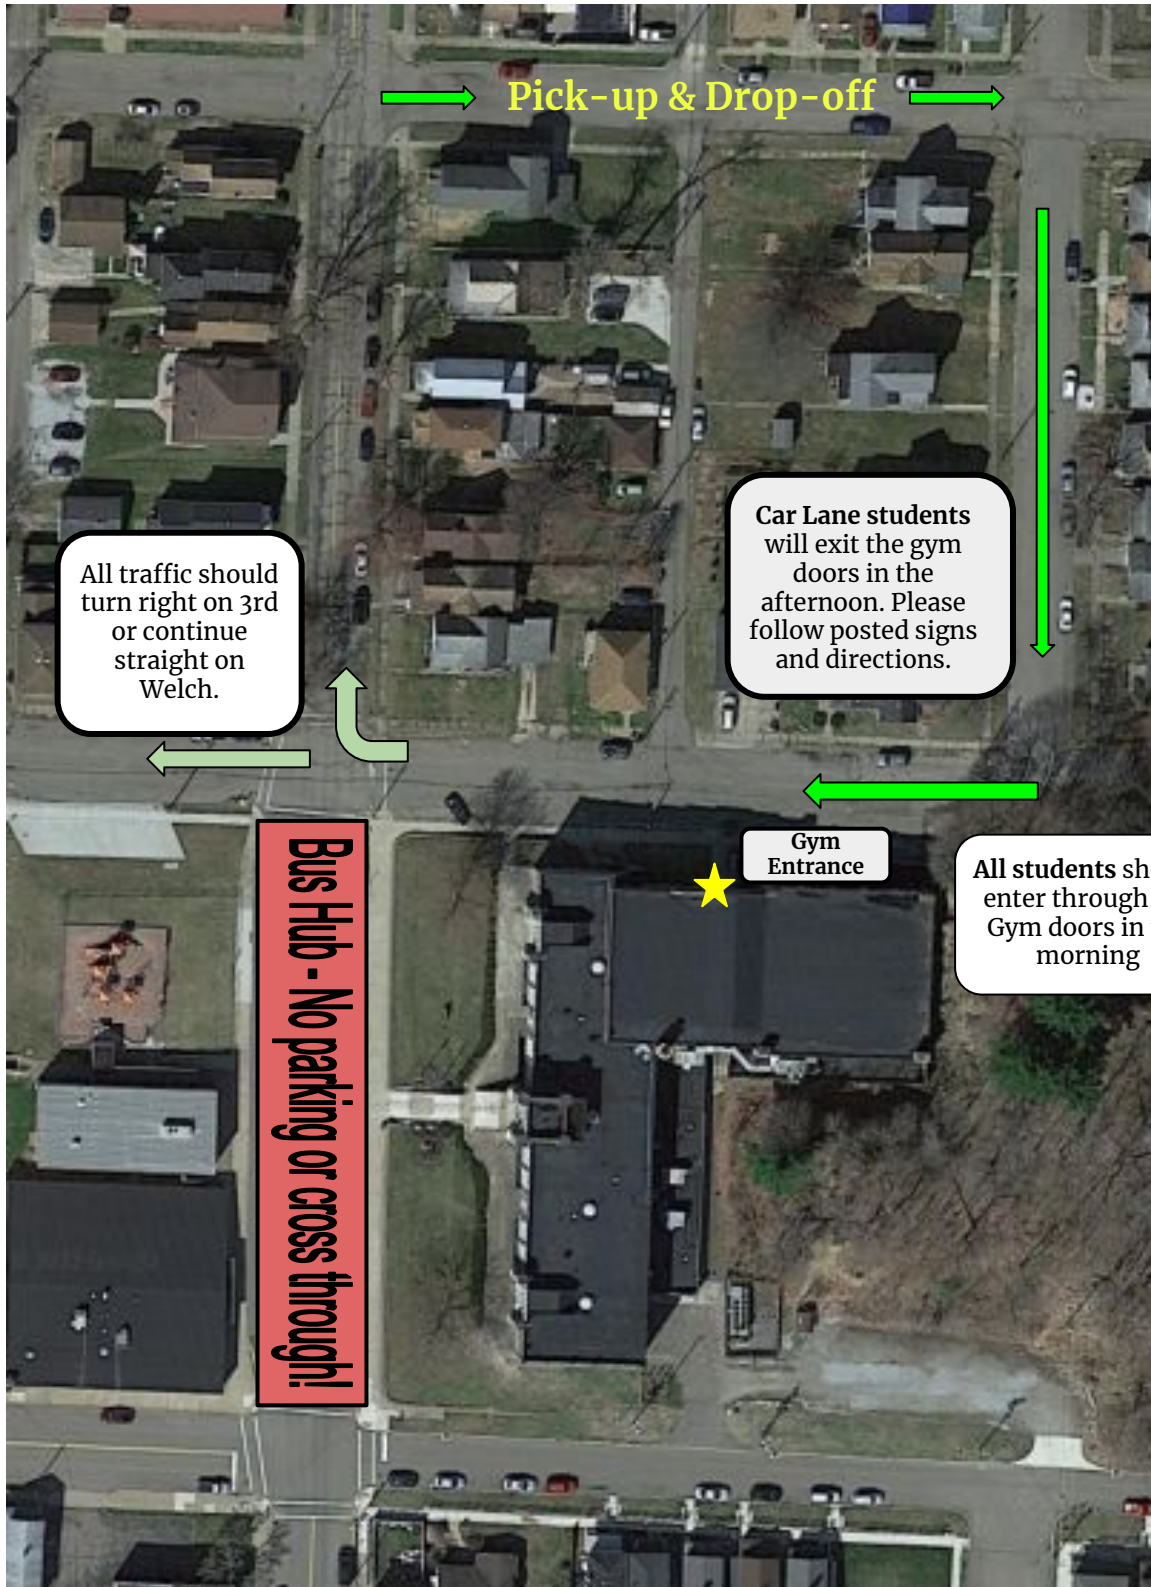 Pick-up & Drop-off
Car Lane students
will exit the gym
doors in the
afternoon. Please
follow posted signs
and directions.
All traffic should
turn right on 3rd
or continue
straight on
Welch.
Gym
Entrance
All students
enter through
Gym doors in
morning
Bus Hub - No parking or cross through!